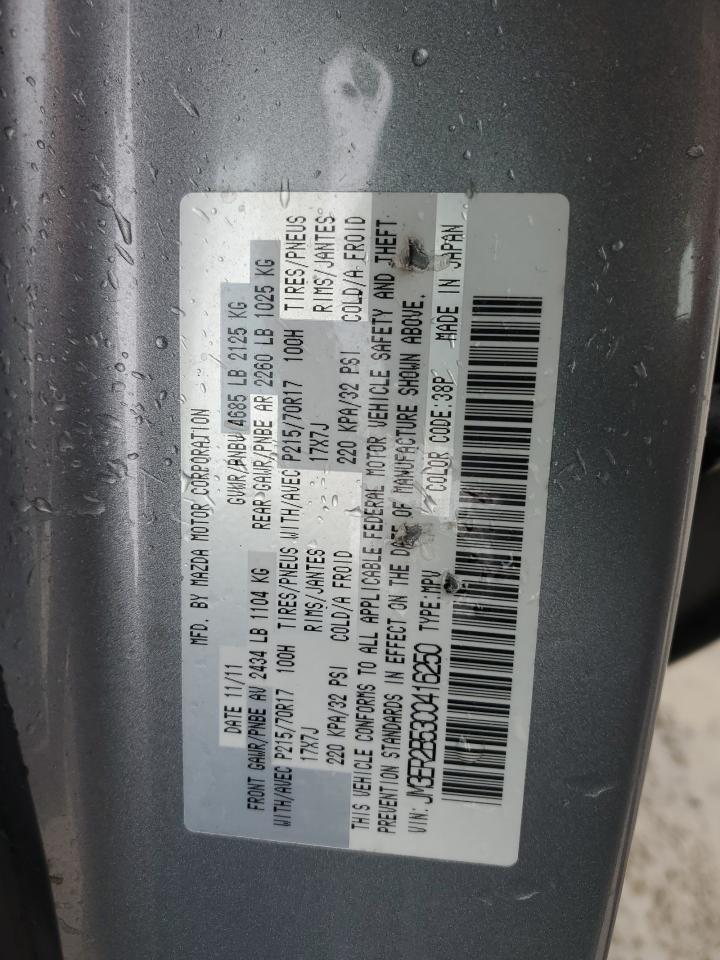 MFD. BY MAZDA MOTOR CORPORATION
DATE 11/11 GVWR/PNBV 4685 LB 2125 KG
FRONT GAWR/PNBE AV 2434 LB 1104 KG REAR GAWR/PNBE AR 2260 LB 1025 KG
WITH/AVEC P215/70R17 100H TIRES/PNEUS WITH/AVEC P215/70R17 100H TIRES/PNEUS
17X7J RIMS/JANTES 17X7J RIMS/JANTES
220 KPA/32 PSI COLD/A FROID 220 KPA/32 PSI COLD/A FROID
THIS VEHICLE CONFORMS TO ALL APPLICABLE FEDERAL MOTOR VEHICLE SAFETY AND THEFT
PREVENTION STANDARDS IN EFFECT ON THE DATE OF MANUFACTURE SHOWN ABOVE.
VIN: JM3ER2B53C0416250 TYPE:MPV COLOR CODE:38P MADE IN JAPAN